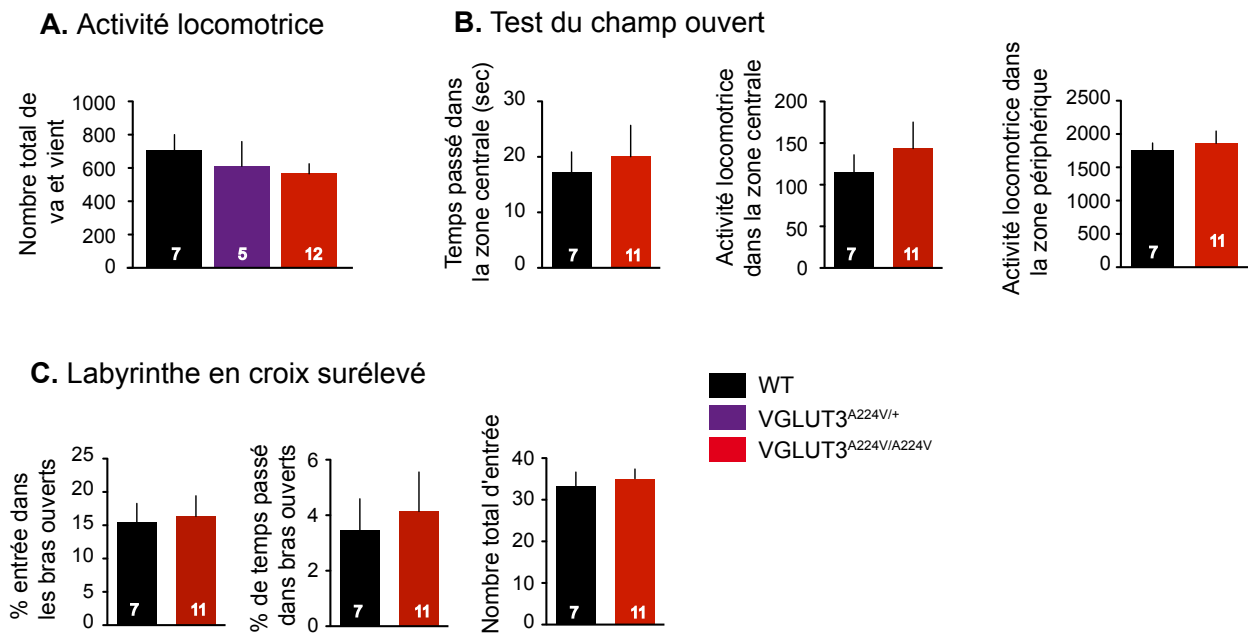 A. Activité locomotrice
Nombre total de
va et vient
1000
800
600
400
200
0
7
5
12
B. Test du champ ouvert
Temps passé dans
la zone centrale (sec)
30
20
10
0
7
11
Activité locomotrice
dans la zone centrale
200
150
100
50
0
7
11
Activité locomotrice dans
la zone périphérique
2500
2000
1500
1000
500
0
7
11
C. Labyrinthe en croix surélevé
% entrée dans
les bras ouverts
25
20
15
10
5
0
7
11
% de temps passé
dans bras ouverts
6
4
2
0
7
11
Nombre total d'entrée
40
30
20
10
0
7
11
WT
VGLUT3A224V/+
VGLUT3A224V/A224V